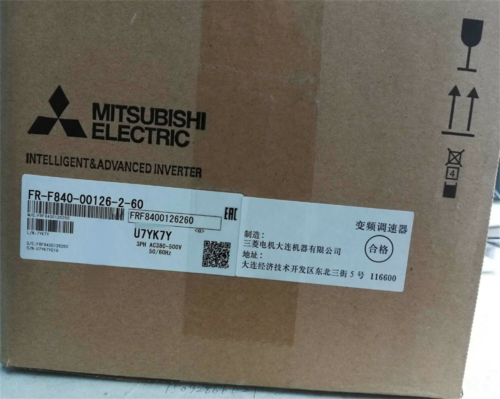 MITSUBISHI
ELECTRIC
INTELLIGENT&ADVANCED INVERTER
FR-F840-00126-2-60
FRF8400126260
EAC
U7YK7Y
3PH AC380-500V
50/60Hz
变频调速器
合格
制造：
三菱电机大连机器有限公司
地址：
大连经济技术开发区东北三街5号 116600
4